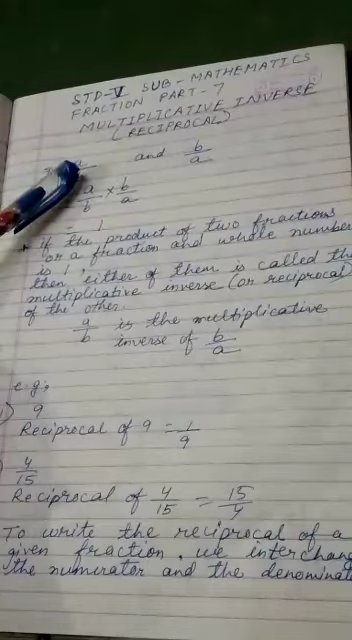 STD-V SUB-MATHEMATICS
FRACTION PART-7
MULTIPLICATIVE INVERSE
(RECIPROCAL)
and b/a
a/b × b/a
= 1
* If the product of two fractions
or a fraction and whole number
is 1,
then either of them is called the
multiplicative inverse (or reciprocal)
of the other.
a/b is the multiplicative
inverse of b/a
e.g;
9
Reciprocal of 9 = 1/9
4/15
Reciprocal of 4/15 = 15/4
To write the reciprocal of a
given fraction, we interchang
the numerator and the denominat